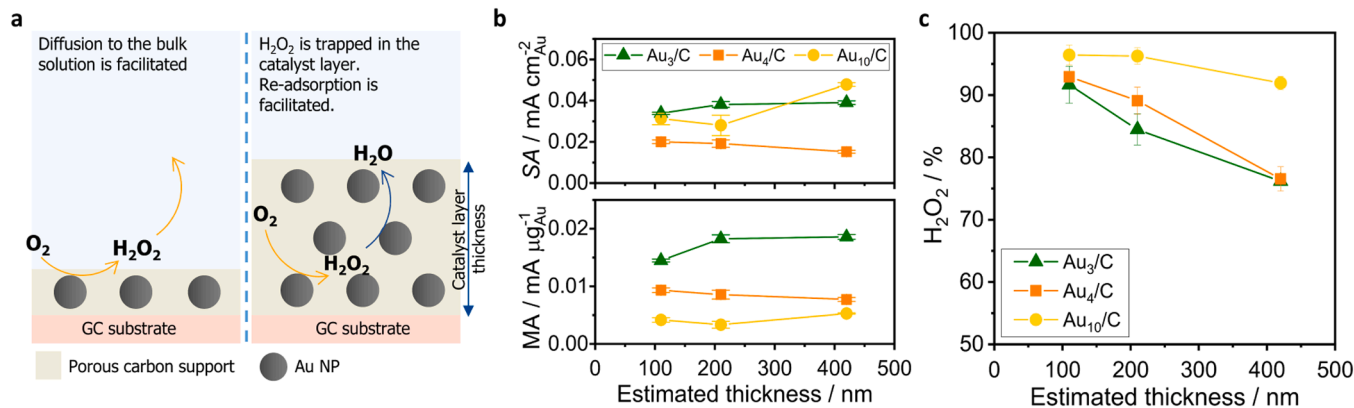 a
Diffusion to the bulk
solution is facilitated
H₂O₂ is trapped in the
catalyst layer.
Re-adsorption is
facilitated.
O₂
H₂O₂
GC substrate
H₂O
O₂
H₂O₂
GC substrate
Catalyst layer
thickness
Porous carbon support
Au NP
b
Au₃/C
Au₄/C
Au₁₀/C
SA / mA cm⁻²Au
0.06
0.04
0.02
0.00
MA / mA µg⁻¹Au
0.02
0.01
0.00
0 100 200 300 400 500
Estimated thickness / nm
c
H₂O₂ / %
100
90
80
70
60
50
Au₃/C
Au₄/C
Au₁₀/C
0 100 200 300 400 500
Estimated thickness / nm